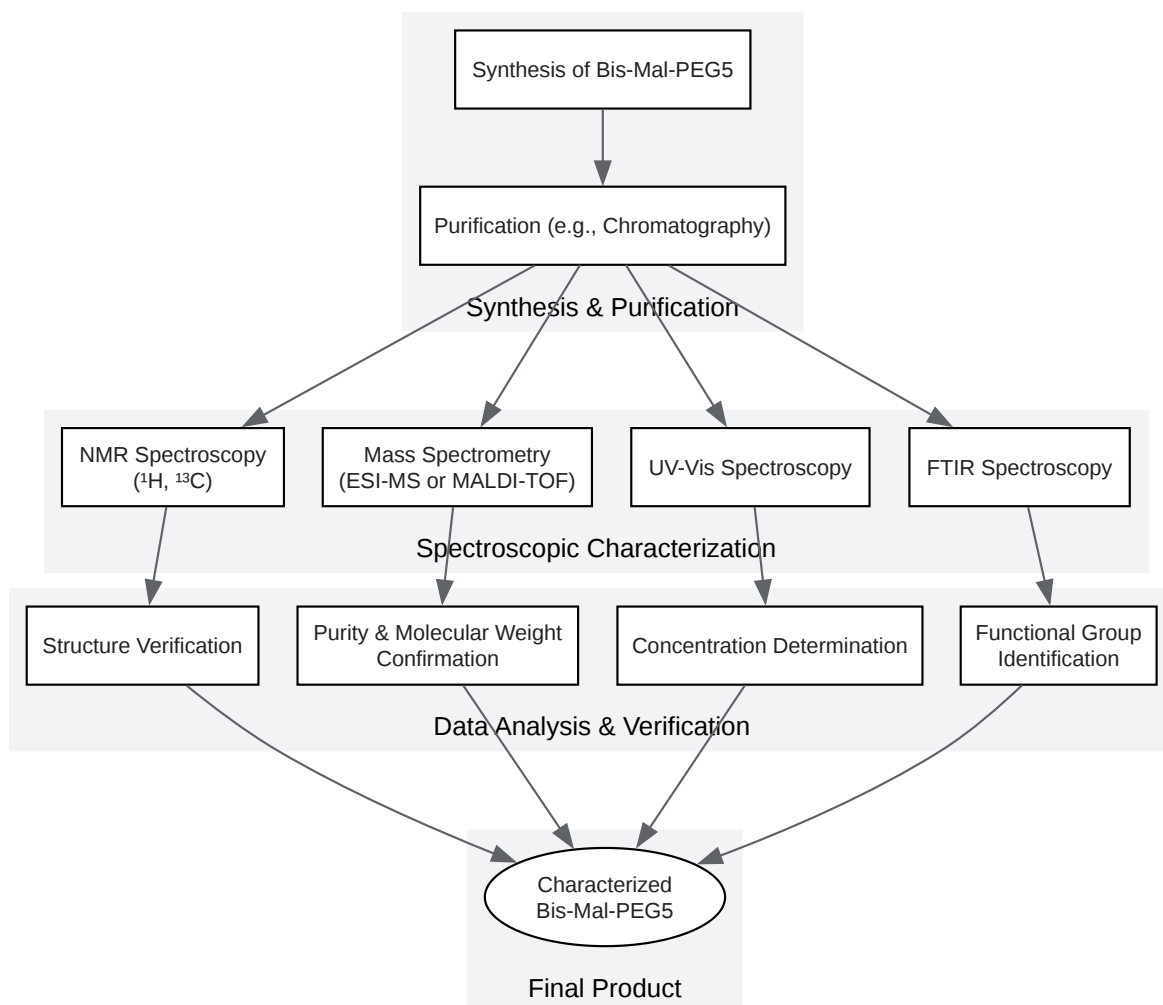 Synthesis of Bis-Mal-PEG5
Purification (e.g., Chromatography)
Synthesis & Purification
NMR Spectroscopy
(¹H, ¹³C)
Mass Spectrometry
(ESI-MS or MALDI-TOF)
UV-Vis Spectroscopy
FTIR Spectroscopy
Spectroscopic Characterization
Structure Verification
Purity & Molecular Weight
Confirmation
Concentration Determination
Functional Group
Identification
Data Analysis & Verification
Characterized
Bis-Mal-PEG5
Final Product